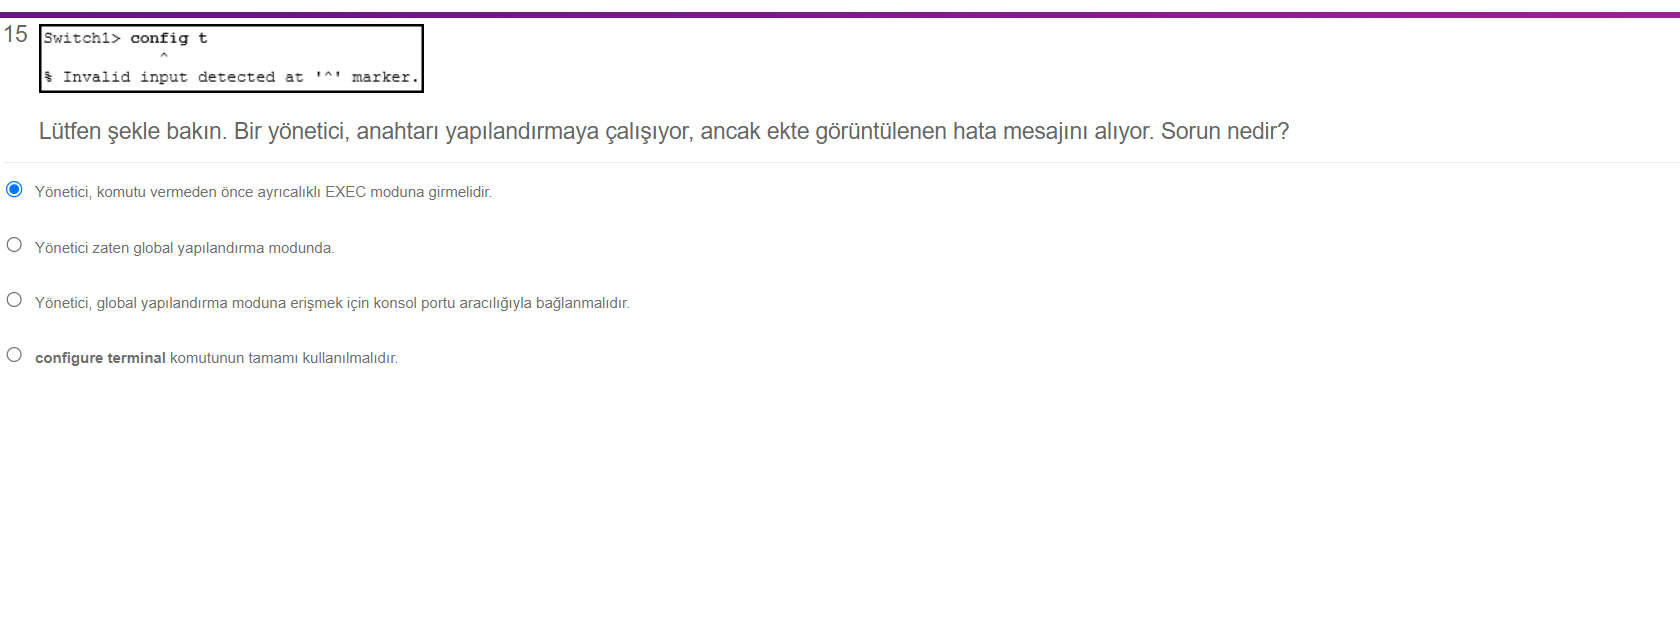 15
Switch1> config t
^
% Invalid input detected at '^' marker.
Lütfen şekle bakın. Bir yönetici, anahtarı yapılandırmaya çalışıyor, ancak ekte görüntülenen hata mesajını alıyor. Sorun nedir?
Yönetici, komutu vermeden önce ayrıcalıklı EXEC moduna girmelidir.
Yönetici zaten global yapılandırma modunda.
Yönetici, global yapılandırma moduna erişmek için konsol portu aracılığıyla bağlanmalıdır.
configure terminal komutunun tamamı kullanılmalıdır.